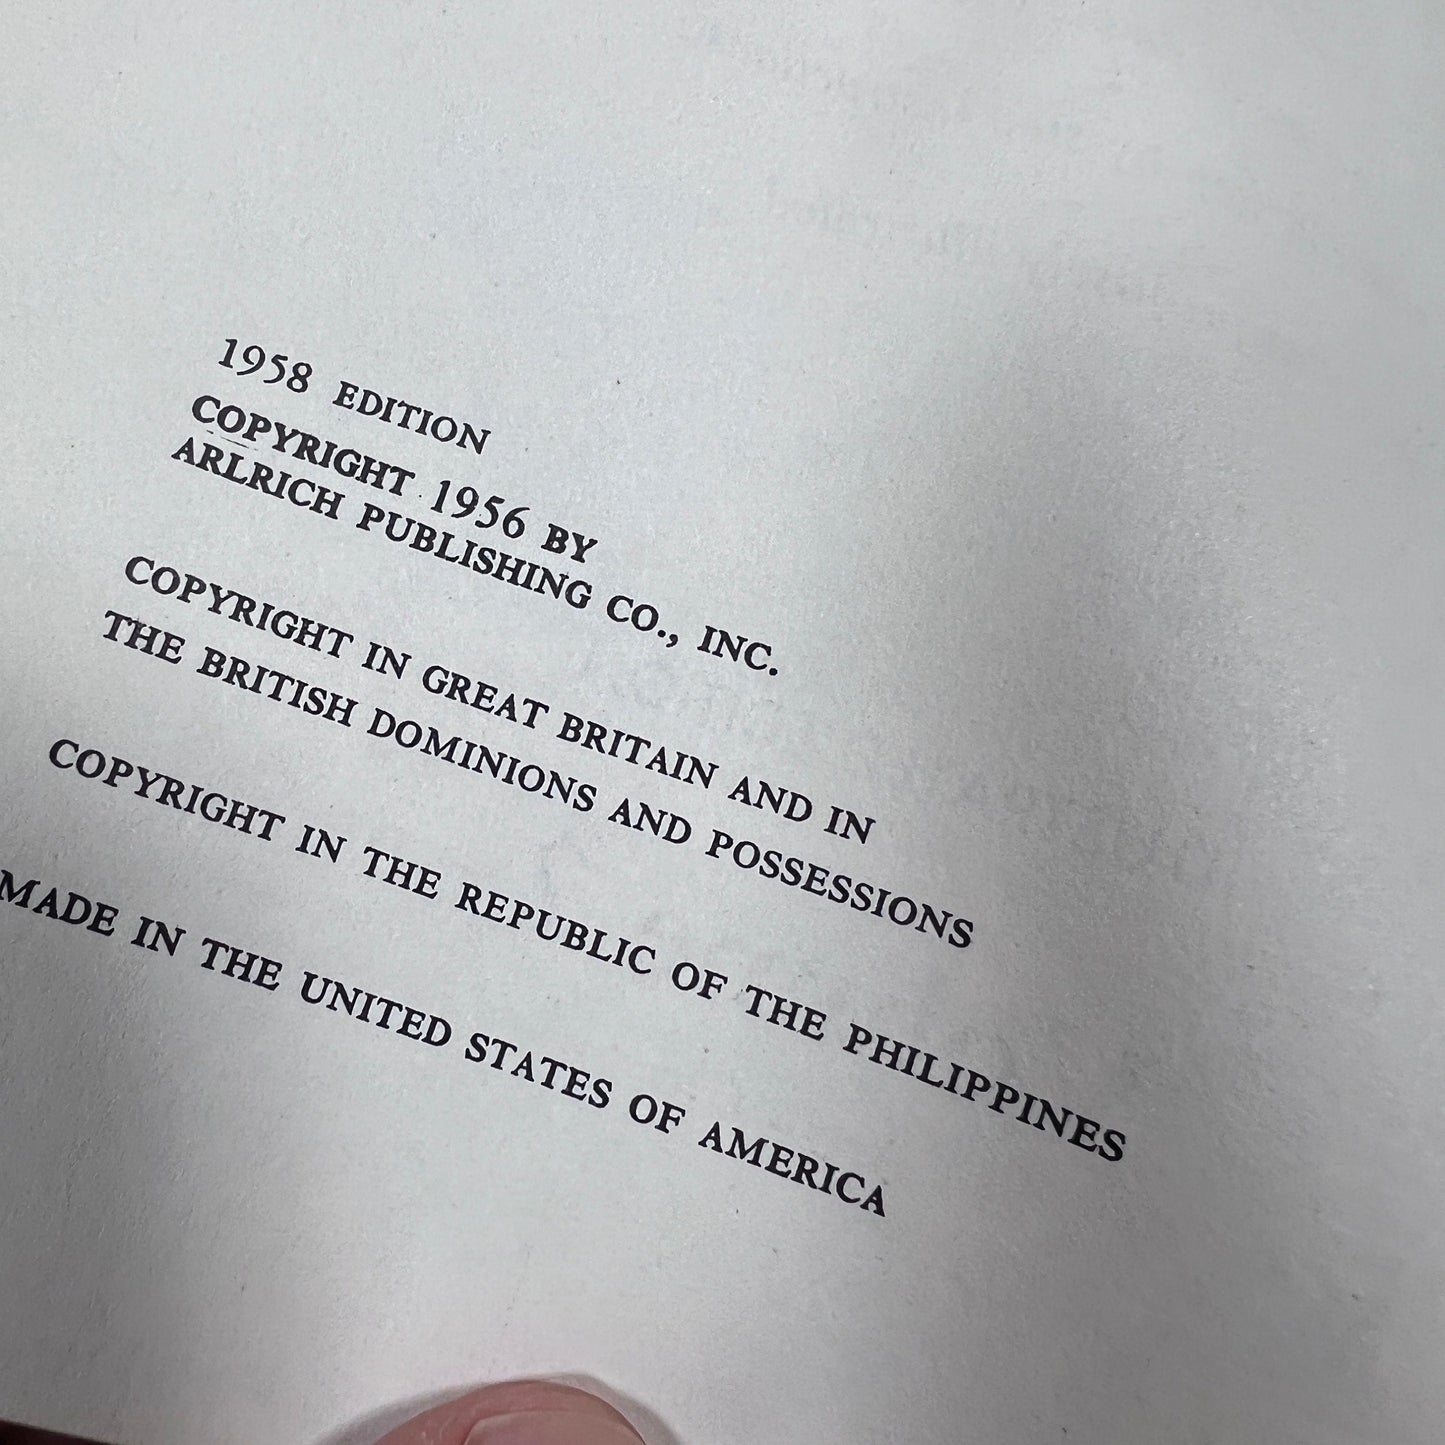 1958 EDITION
COPYRIGHT 1956 BY
ARLRICH PUBLISHING CO., INC.
COPYRIGHT IN GREAT BRITAIN AND IN
THE BRITISH DOMINIONS AND POSSESSIONS
COPYRIGHT IN THE REPUBLIC OF THE PHILIPPINES
MADE IN THE UNITED STATES OF AMERICA